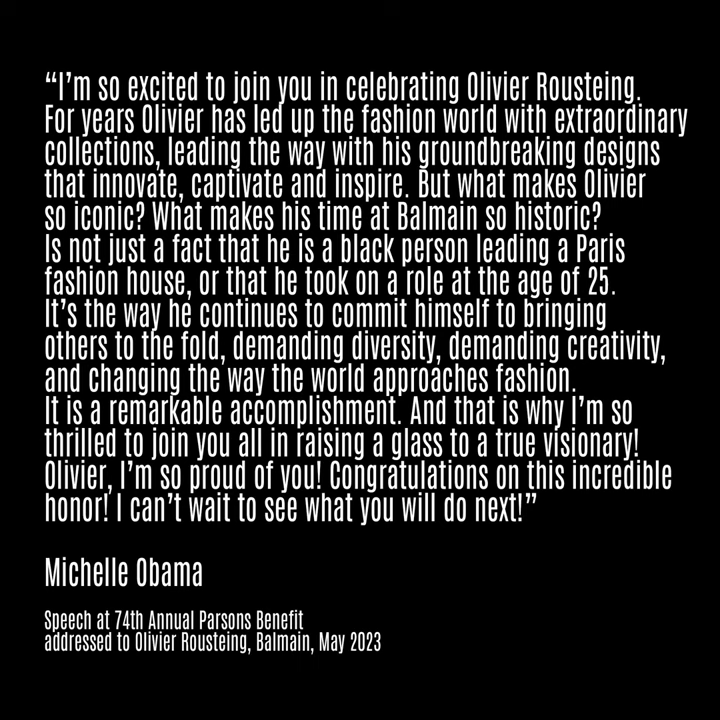 “I’m so excited to join you in celebrating Olivier Rousteing.
For years Olivier has led up the fashion world with extraordinary
collections, leading the way with his groundbreaking designs
that innovate, captivate and inspire. But what makes Olivier
so iconic? What makes his time at Balmain so historic?
Is not just a fact that he is a black person leading a Paris
fashion house, or that he took on a role at the age of 25.
It’s the way he continues to commit himself to bringing
others to the fold, demanding diversity, demanding creativity,
and changing the way the world approaches fashion.
It is a remarkable accomplishment. And that is why I’m so
thrilled to join you all in raising a glass to a true visionary!
Olivier, I’m so proud of you! Congratulations on this incredible
honor! I can’t wait to see what you will do next!”
Michelle Obama
Speech at 74th Annual Parsons Benefit
addressed to Olivier Rousteing, Balmain, May 2023